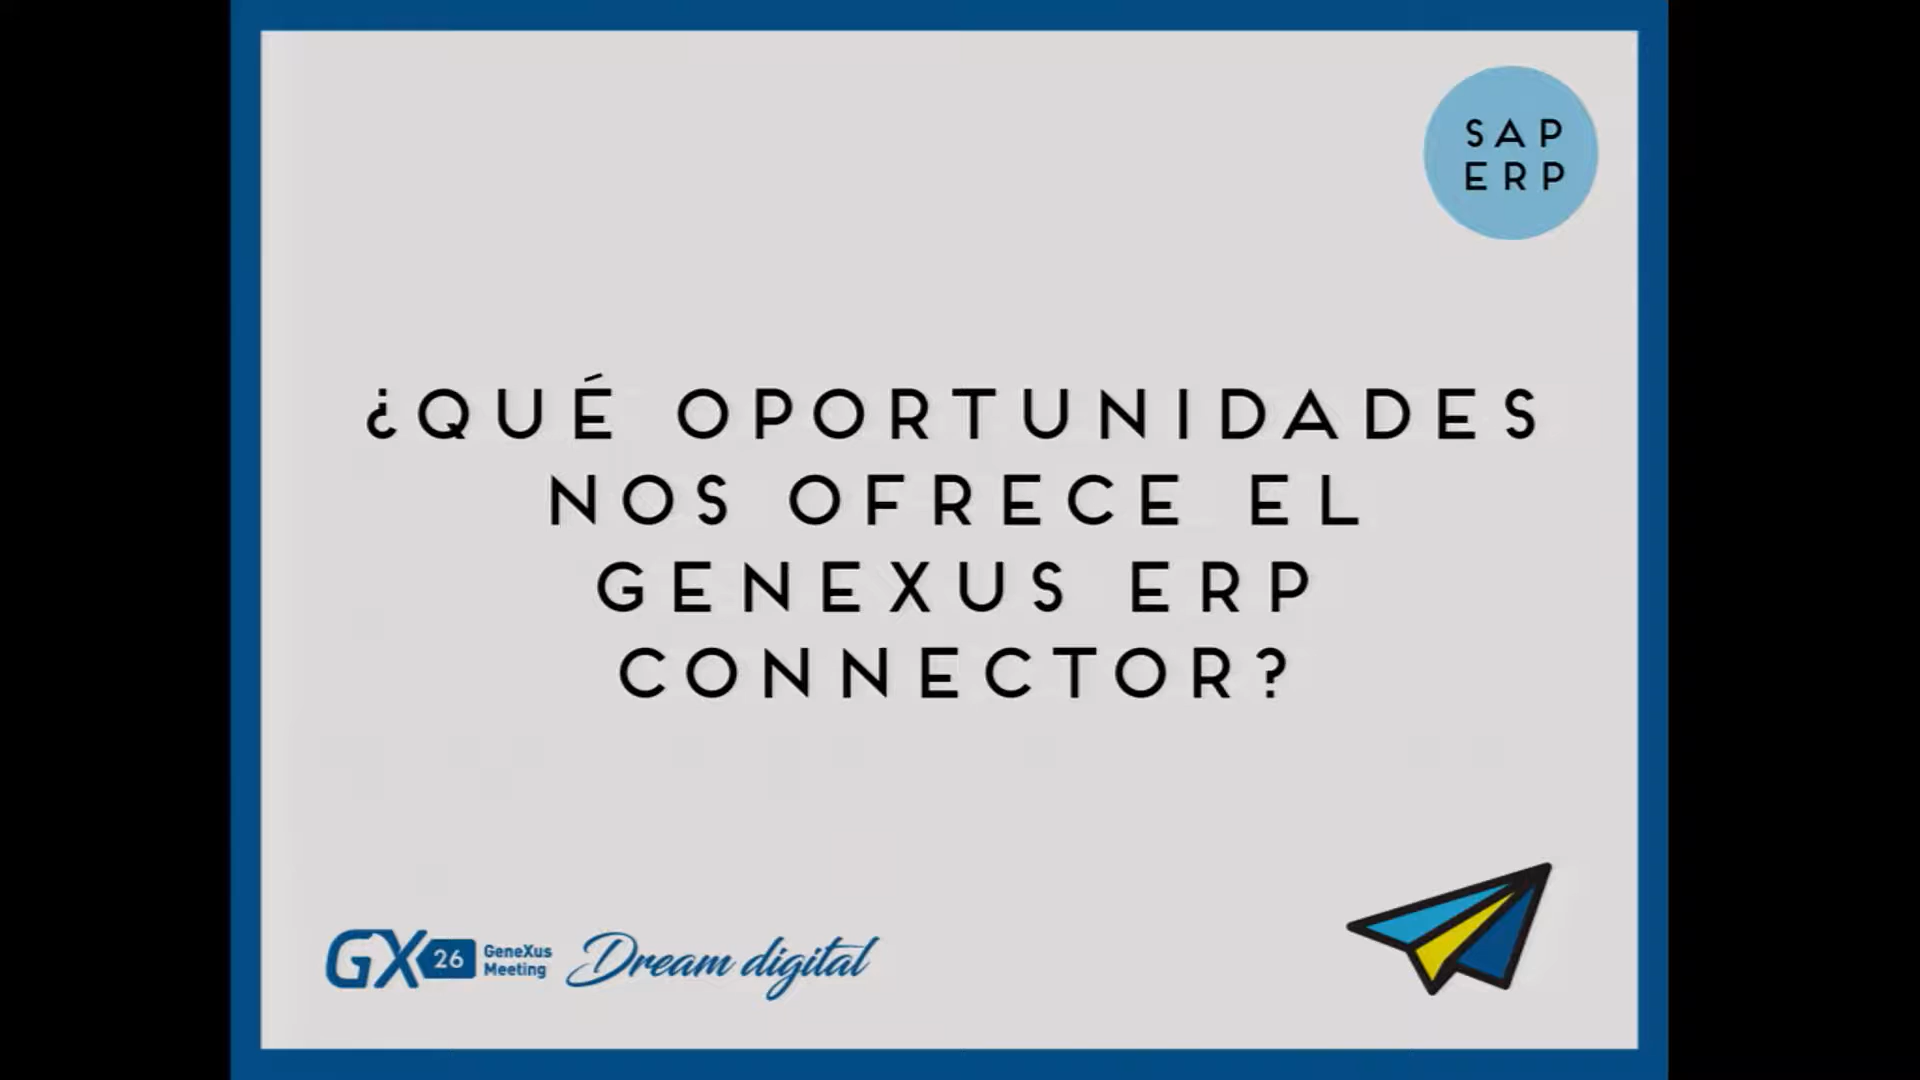 SAP
ERP
¿QUÉ OPORTUNIDADES
NOS OFRECE EL
GENEXUS ERP
CONNECTOR?
GX 26 GeneXus
Meeting
Dream digital